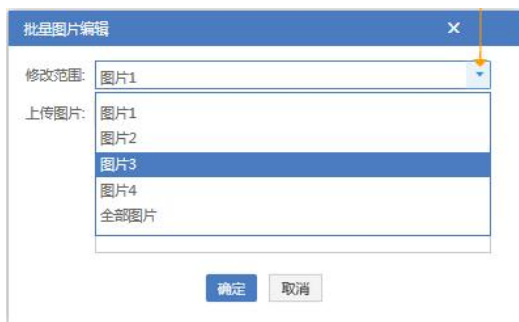 批量图片编辑
修改范围: 图片1
上传图片: 图片1
图片2
图片3
图片4
全部图片
确定 取消